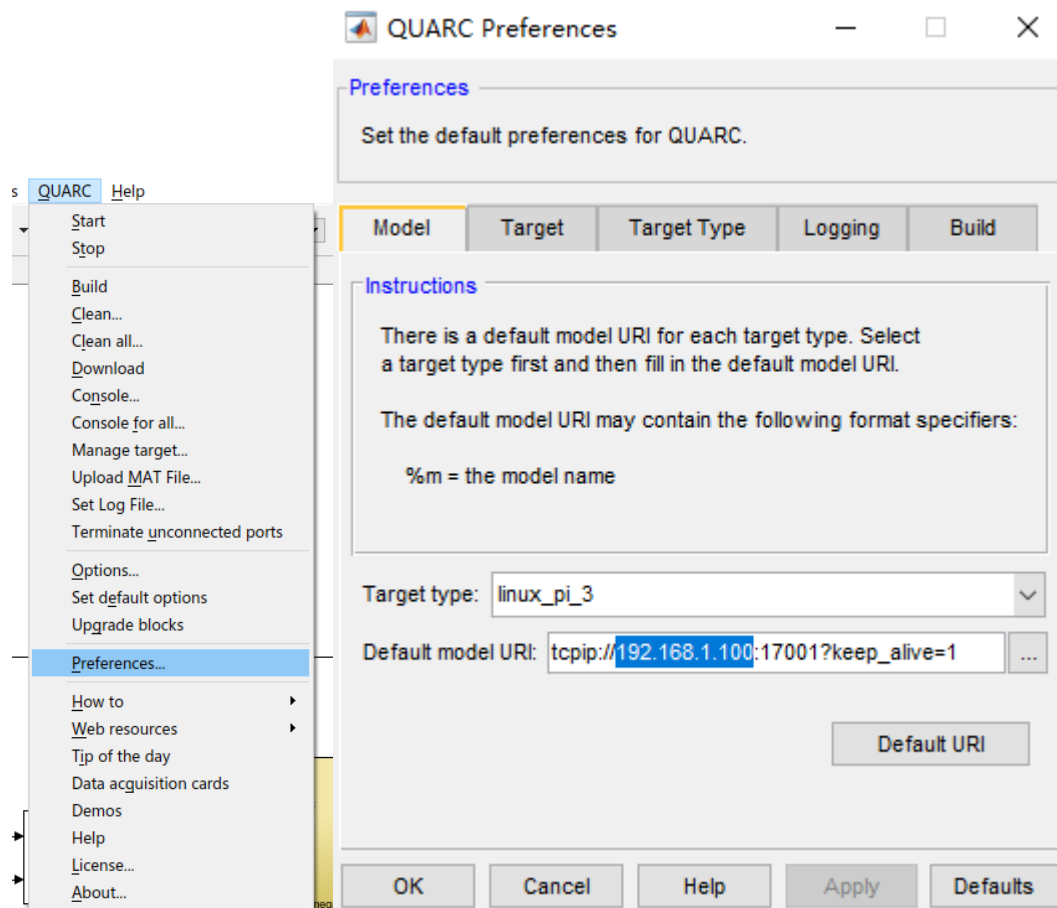 s QUARC Help
Start
Stop
Build
Clean...
Clean all...
Download
Console...
Console for all...
Manage target...
Upload MAT File...
Set Log File...
Terminate unconnected ports
Options...
Set default options
Upgrade blocks
Preferences...
How to
Web resources
Tip of the day
Data acquisition cards
Demos
Help
License...
About...
QUARC Preferences
Preferences
Set the default preferences for QUARC.
Model Target Target Type Logging Build
Instructions
There is a default model URI for each target type. Select
a target type first and then fill in the default model URI.
The default model URI may contain the following format specifiers:
%m = the model name
Target type: linux_pi_3
Default model URI: tcpip://192.168.1.100:17001?keep_alive=1 ...
Default URI
OK Cancel Help Apply Defaults